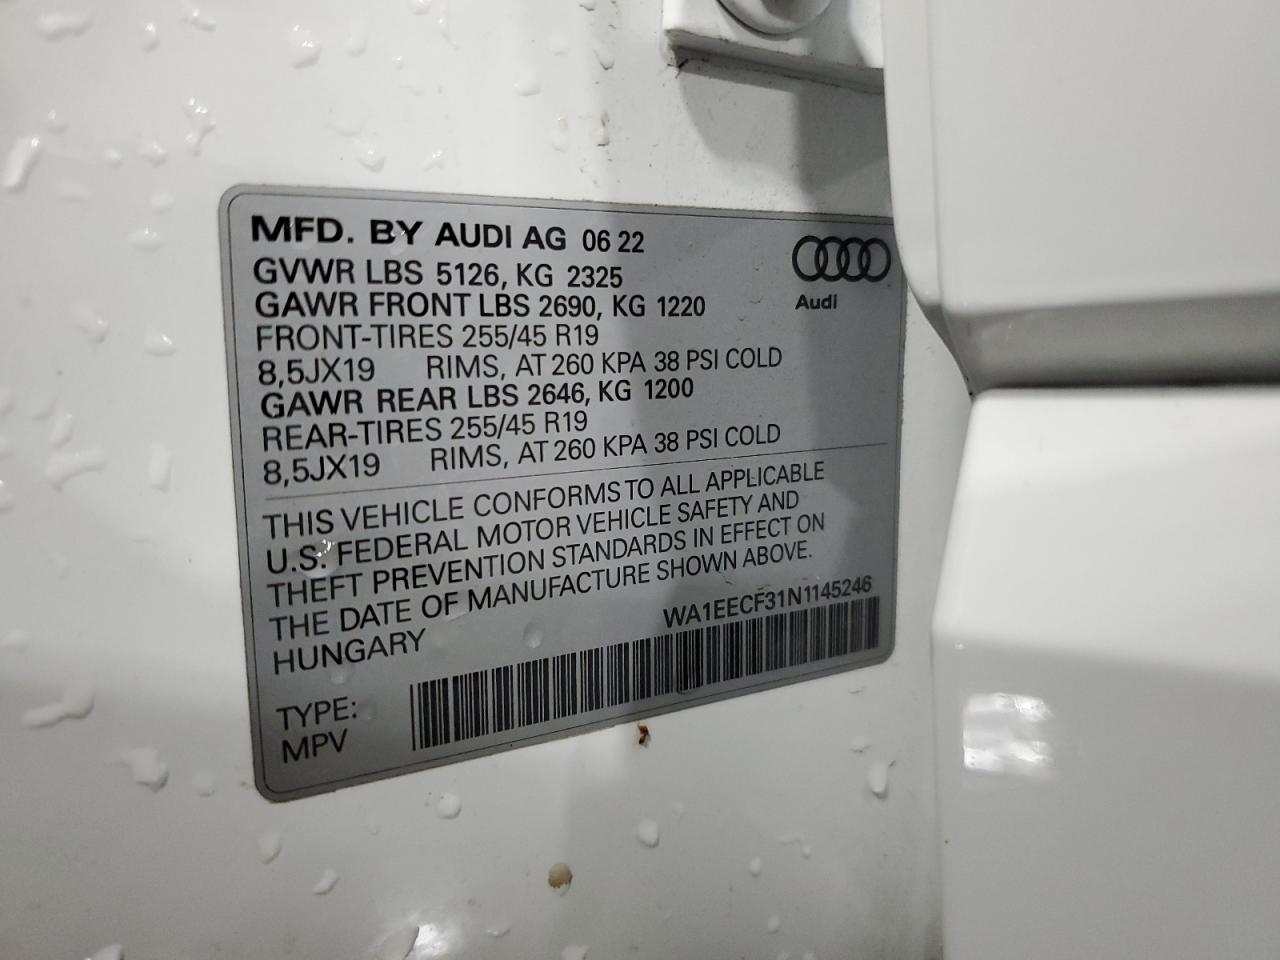 MFD. BY AUDI AG 06 22
GVWR LBS 5126, KG 2325
GAWR FRONT LBS 2690, KG 1220
FRONT-TIRES 255/45 R19
8,5JX19 RIMS, AT 260 KPA 38 PSI COLD
GAWR REAR LBS 2646, KG 1200
REAR-TIRES 255/45 R19
8,5JX19 RIMS, AT 260 KPA 38 PSI COLD
Audi
THIS VEHICLE CONFORMS TO ALL APPLICABLE
U.S. FEDERAL MOTOR VEHICLE SAFETY AND
THEFT PREVENTION STANDARDS IN EFFECT ON
THE DATE OF MANUFACTURE SHOWN ABOVE.
HUNGARY
WA1EECF31N1145246
TYPE:
MPV